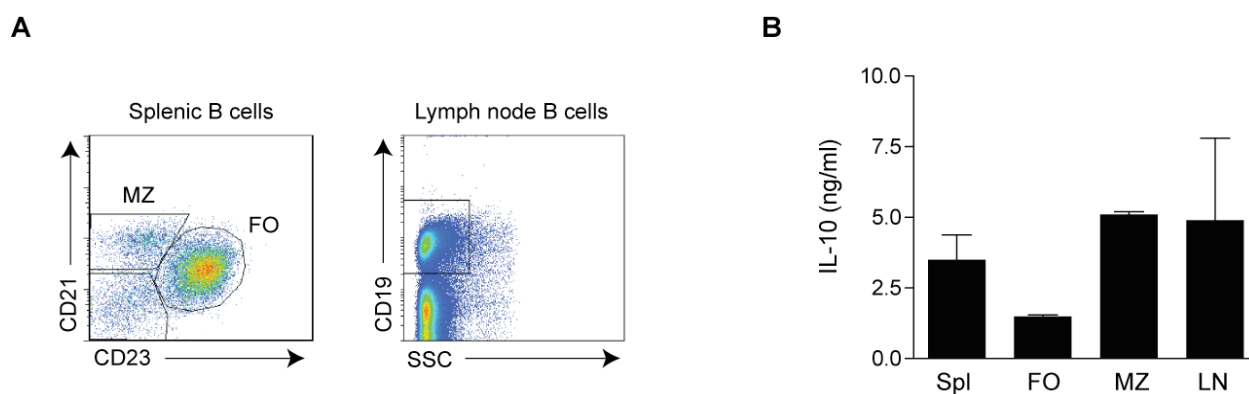 A
B
Splenic B cells
Lymph node B cells
MZ
FO
CD21
CD23
CD19
SSC
IL-10 (ng/ml)
10.0
7.5
5.0
2.5
0.0
Spl FO MZ LN